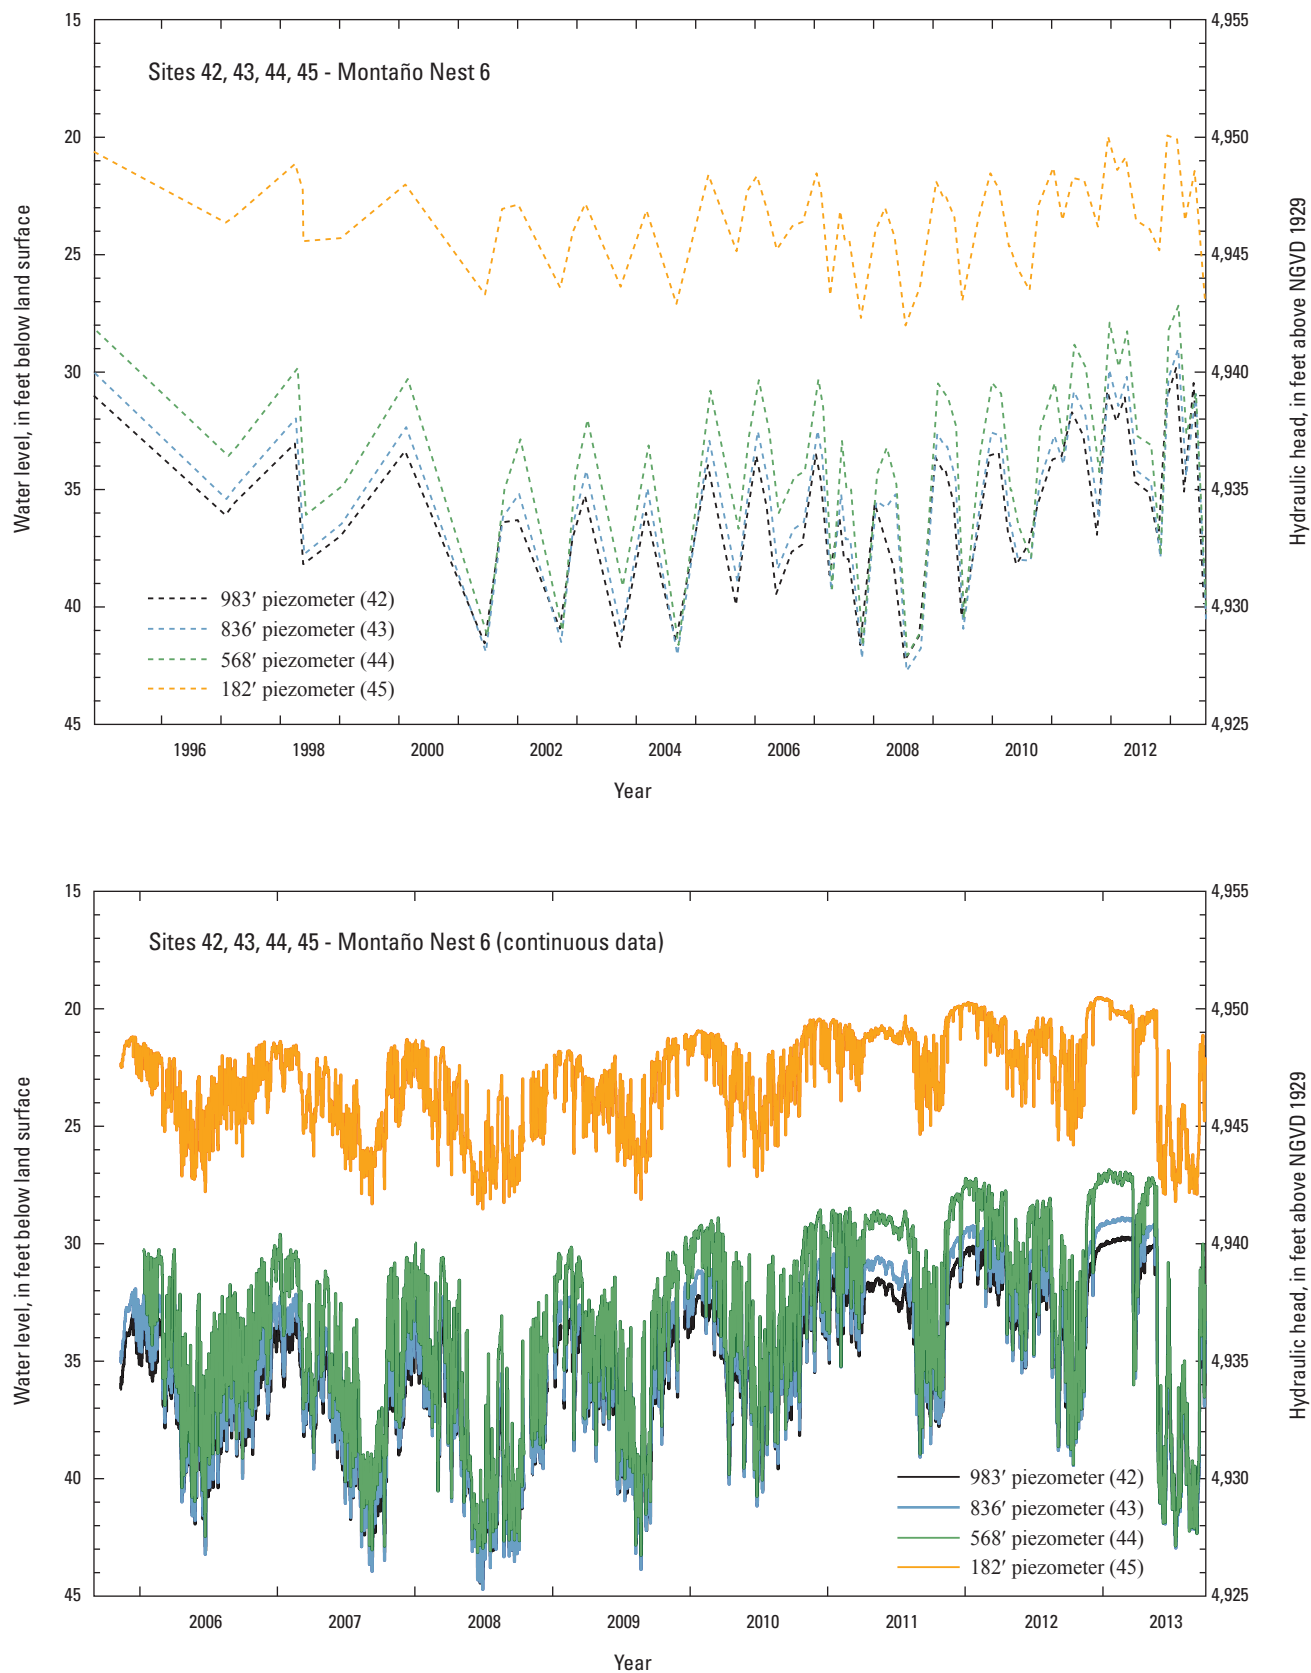 Sites 42, 43, 44, 45 - Montaño Nest 6
Water level, in feet below land surface
15
20
25
30
35
40
45
Hydraulic head, in feet above NGVD 1929
4,955
4,950
4,945
4,940
4,935
4,930
4,925
983′ piezometer (42)
836′ piezometer (43)
568′ piezometer (44)
182′ piezometer (45)
1996 1998 2000 2002 2004 2006 2008 2010 2012
Year
Sites 42, 43, 44, 45 - Montaño Nest 6 (continuous data)
Water level, in feet below land surface
15
20
25
30
35
40
45
Hydraulic head, in feet above NGVD 1929
4,955
4,950
4,945
4,940
4,935
4,930
4,925
983′ piezometer (42)
836′ piezometer (43)
568′ piezometer (44)
182′ piezometer (45)
2006 2007 2008 2009 2010 2011 2012 2013
Year